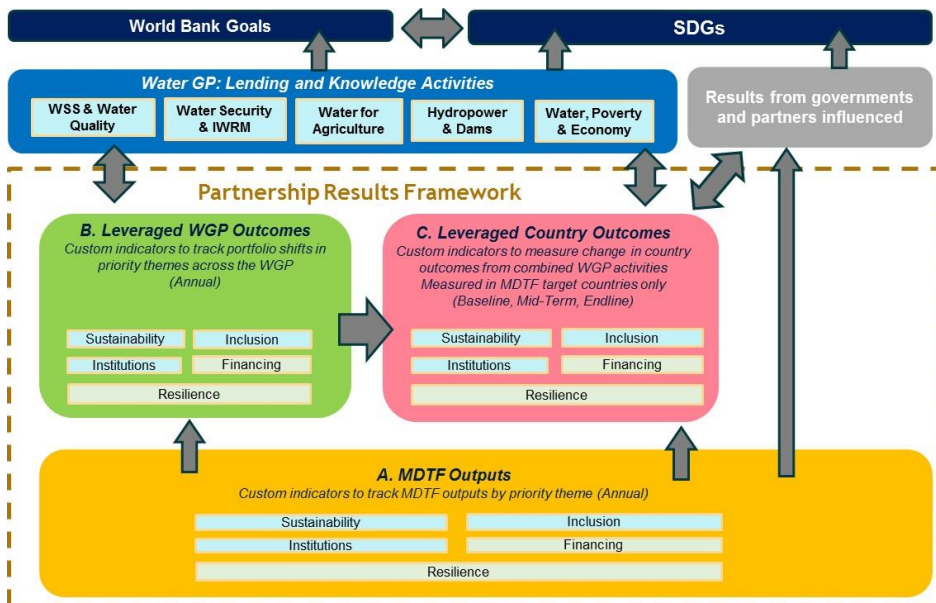 World Bank Goals
SDGs
Water GP: Lending and Knowledge Activities
WSS & Water
Quality
Water Security
& IWRM
Water for
Agriculture
Hydropower
& Dams
Water, Poverty
& Economy
Results from governments
and partners influenced
Partnership Results Framework
B. Leveraged WGP Outcomes
Custom indicators to track portfolio shifts in
priority themes across the WGP
(Annual)
Sustainability
Inclusion
Institutions
Financing
Resilience
C. Leveraged Country Outcomes
Custom indicators to measure change in country
outcomes from combined WGP activities
Measured in MDTF target countries only
(Baseline, Mid-Term, Endline)
Sustainability
Inclusion
Institutions
Financing
Resilience
A. MDTF Outputs
Custom indicators to track MDTF outputs by priority theme (Annual)
Sustainability
Inclusion
Institutions
Financing
Resilience